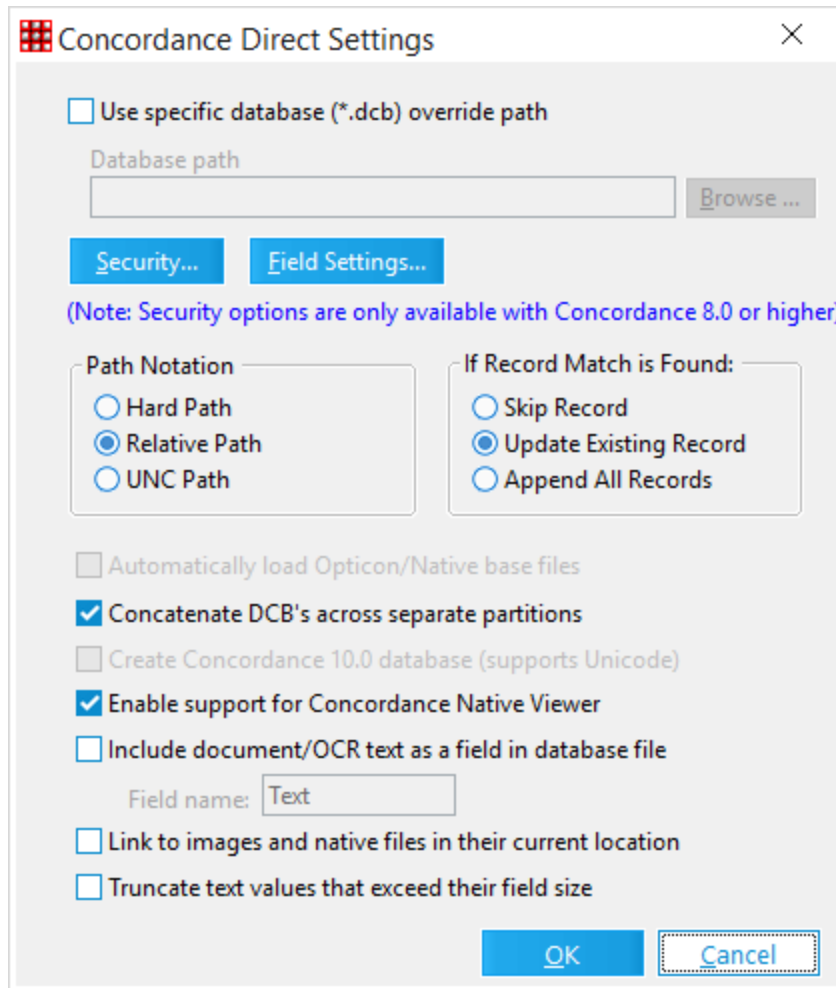 Concordance Direct Settings
Use specific database (*.dcb) override path
Database path
Browse ...
Security... Field Settings...
(Note: Security options are only available with Concordance 8.0 or higher)
Path Notation
Hard Path
Relative Path
UNC Path
If Record Match is Found:
Skip Record
Update Existing Record
Append All Records
Automatically load Opticon/Native base files
Concatenate DCB's across separate partitions
Create Concordance 10.0 database (supports Unicode)
Enable support for Concordance Native Viewer
Include document/OCR text as a field in database file
Field name: Text
Link to images and native files in their current location
Truncate text values that exceed their field size
OK Cancel